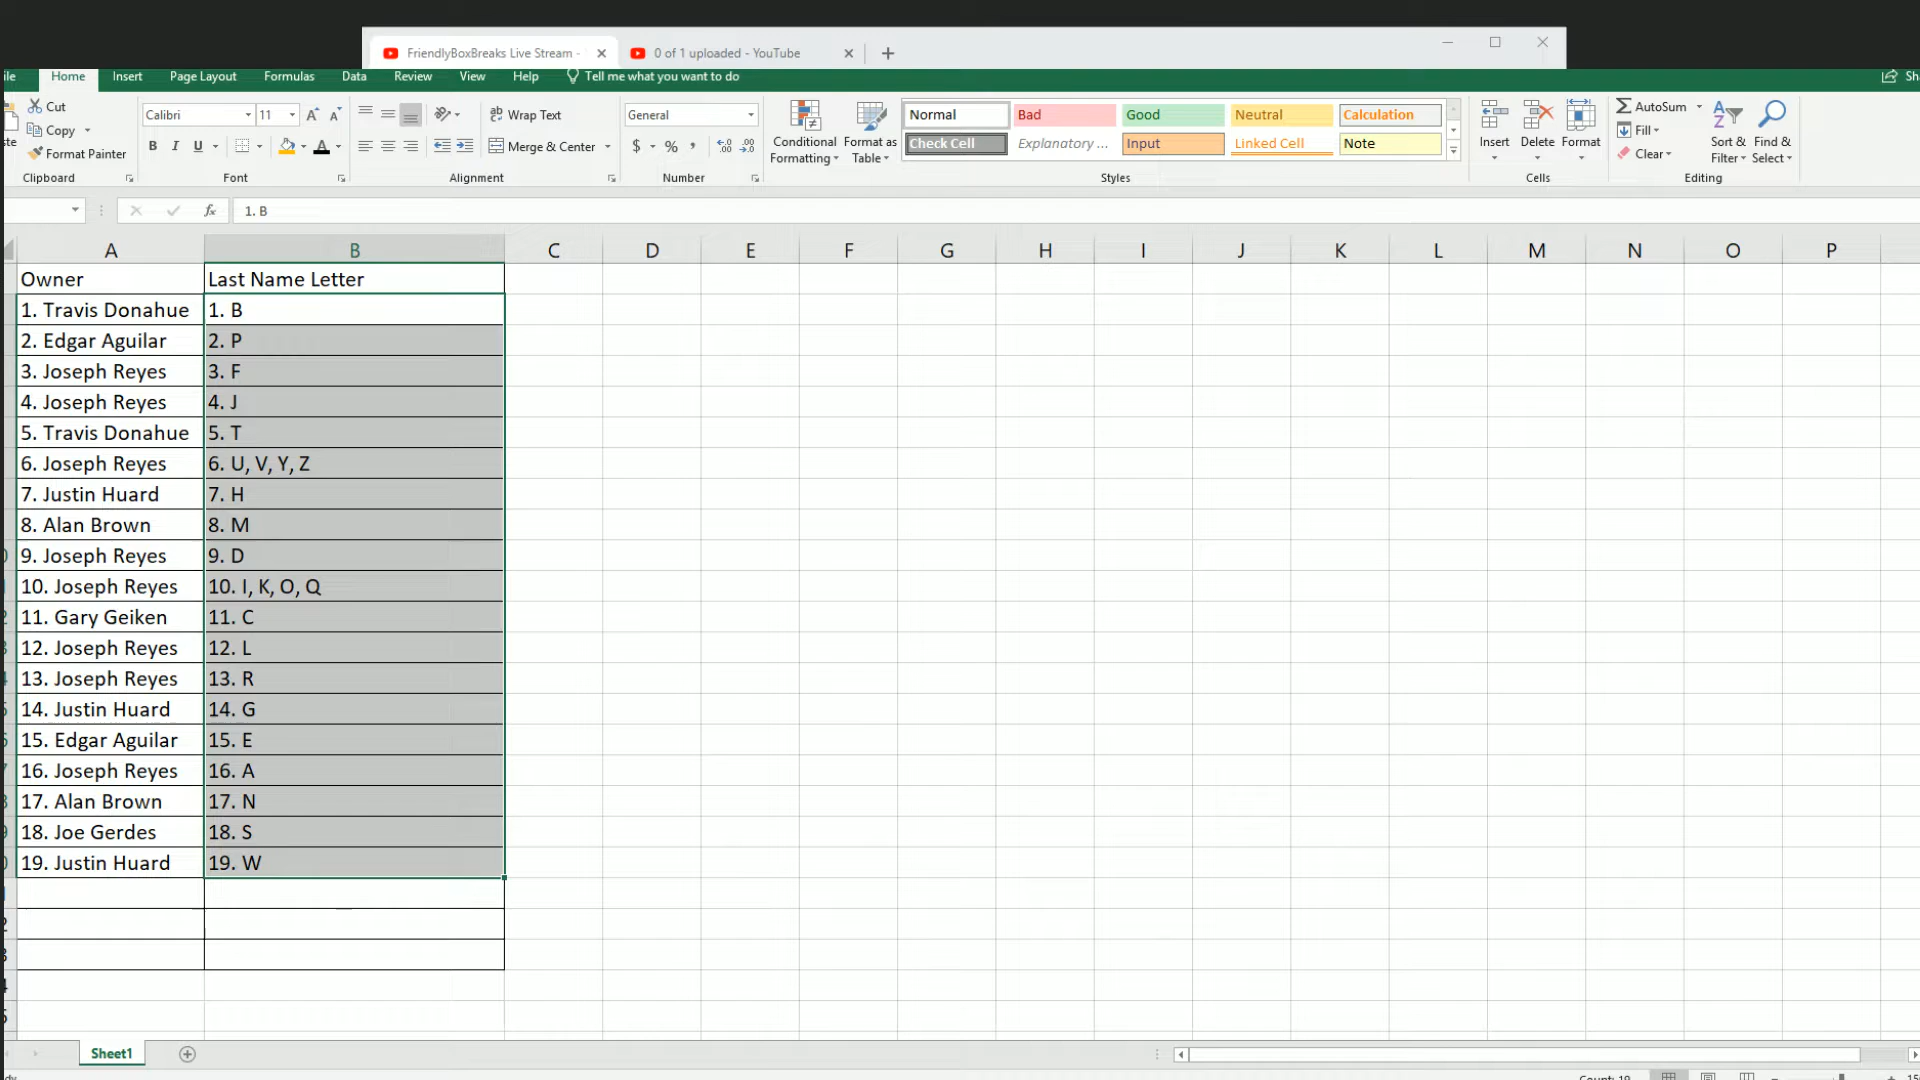 FriendlyBoxBreaks Live Stream -
0 of 1 uploaded - YouTube
Home Insert Page Layout Formulas Data Review View Help Tell me what you want to do
Cut
Copy
Format Painter
Clipboard
Calibri 11
B I U
Font
Wrap Text
Merge & Center
Alignment
General
$ % ,
Number
Conditional Formatting
Format as Table
Normal Bad Good Neutral Calculation
Check Cell Explanatory ... Input Linked Cell Note
Styles
Insert Delete Format
Cells
AutoSum
Fill
Clear
Sort & Filter
Find & Select
Editing
fx 1. B
A B C D E F G H I J K L M N O P
Owner Last Name Letter
1. Travis Donahue 1. B
2. Edgar Aguilar 2. P
3. Joseph Reyes 3. F
4. Joseph Reyes 4. J
5. Travis Donahue 5. T
6. Joseph Reyes 6. U, V, Y, Z
7. Justin Huard 7. H
8. Alan Brown 8. M
9. Joseph Reyes 9. D
10. Joseph Reyes 10. I, K, O, Q
11. Gary Geiken 11. C
12. Joseph Reyes 12. L
13. Joseph Reyes 13. R
14. Justin Huard 14. G
15. Edgar Aguilar 15. E
16. Joseph Reyes 16. A
17. Alan Brown 17. N
18. Joe Gerdes 18. S
19. Justin Huard 19. W
Sheet1